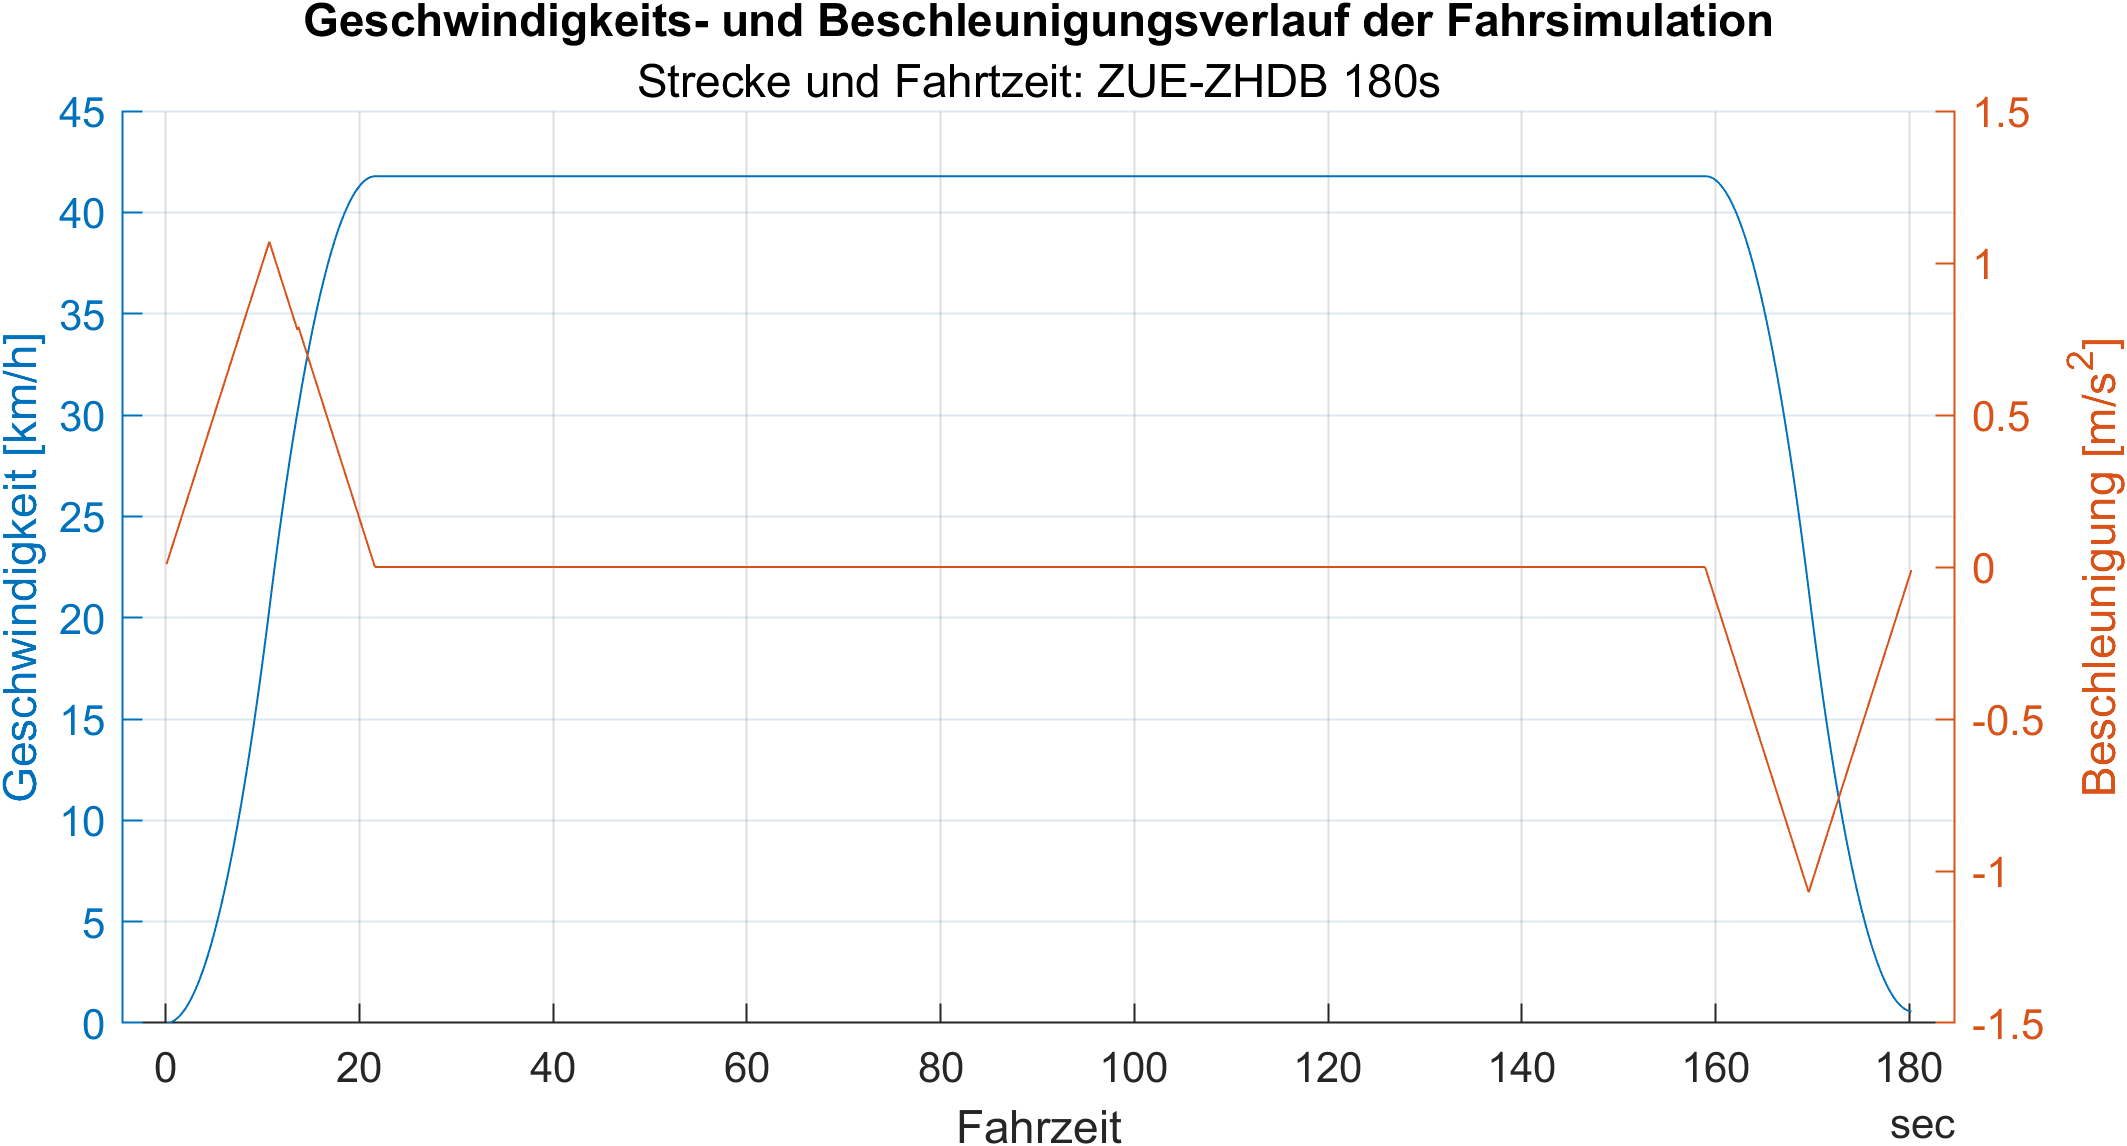 Geschwindigkeits- und Beschleunigungsverlauf der Fahrsimulation
Strecke und Fahrtzeit: ZUE-ZHDB 180s
Geschwindigkeit [km/h]
45
40
35
30
25
20
15
10
5
0
1.5
1
0.5
0
-0.5
-1
-1.5
Beschleunigung [m/s²]
0 20 40 60 80 100 120 140 160 180
Fahrzeit sec